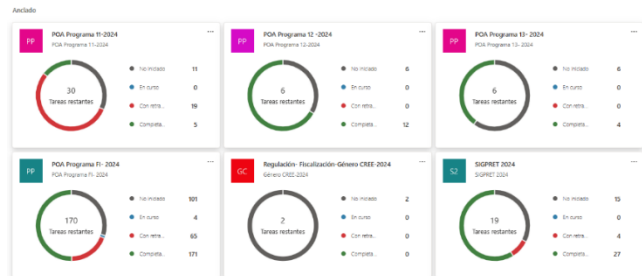 Anclado
PP
POA Programa 11-2024
POA Programa 11-2024
30
Tareas restantes
No iniciado 11
En curso 0
Con retra... 19
Completa... 5
PP
POA Programa 12 -2024
POA Programa 12-2024
6
Tareas restantes
No iniciado 6
En curso 0
Con retra... 0
Completa... 12
PP
POA Programa 13- 2024
POA Programa 13- 2024
6
Tareas restantes
No iniciado 6
En curso 0
Con retra... 0
Completa... 4
PP
POA Programa FI- 2024
POA Programa FI- 2024
170
Tareas restantes
No iniciado 101
En curso 4
Con retra... 65
Completa... 171
GC
Regulación- Fiscalización-Género CREE-2024
Género CREE-2024
2
Tareas restantes
No iniciado 2
En curso 0
Con retra... 0
Completa... 0
S2
SIGPRET 2024
SIGPRET 2024
19
Tareas restantes
No iniciado 15
En curso 0
Con retra... 4
Completa... 27